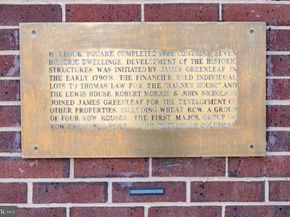 HARBOUR SQUARE, COMPLETED 1966, CONTAINS SEVEN
HISTORIC DWELLINGS. DEVELOPMENT OF THE HISTORIC
STRUCTURES WAS INITIATED BY JAMES GREENLEAF IN
THE EARLY 1790'S. THE FINANCIER SOLD INDIVIDUAL
LOTS TO THOMAS LAW FOR THE "BARNEY HOUSE" AND
THE LEWIS HOUSE. ROBERT MORRIS & JOHN NICHOLSON
JOINED JAMES GREENLEAF FOR THE DEVELOPMENT OF
OTHER PROPERTIES, INCLUDING WHEAT ROW, A GROUP
OF FOUR ROW HOUSES. THE FIRST MAJOR GROUP OF
ROW DWELLINGS